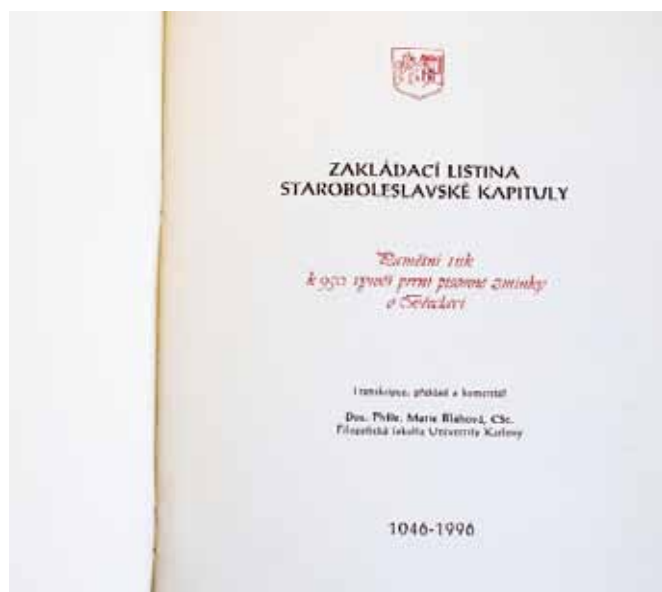 ZAKLÁDACÍ LISTINA
STAROBOLESLAVSKÉ KAPITULY
Pamětní tisk
k 950 výročí první písemné zmínky
o Břeclavi
Transkripce, překlad a komentář
Doc. PhDr. Marie Bláhová, CSc.
Filozofická fakulta Univerzity Karlovy
1046-1996